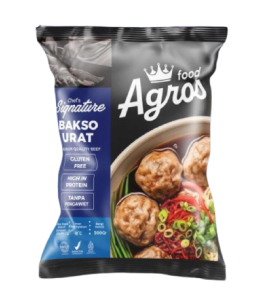 food
Agros
Chef's
Signature
BAKSO
URAT
GLUTEN
FREE
HIGH IN
PROTEIN
TANPA
PENGAWET